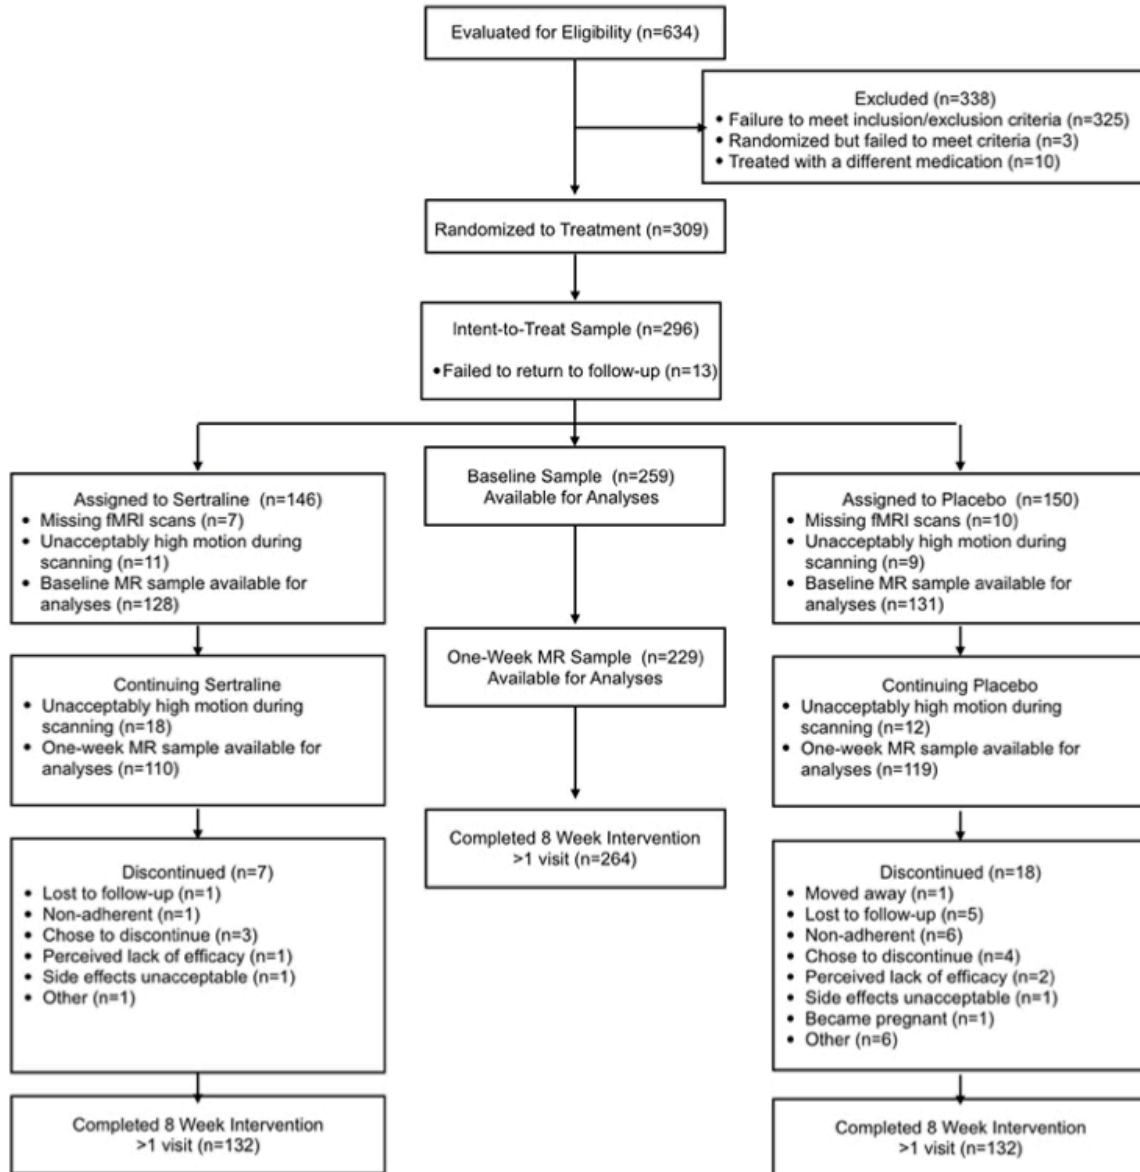 Evaluated for Eligibility (n=634)
Excluded (n=338)
• Failure to meet inclusion/exclusion criteria (n=325)
• Randomized but failed to meet criteria (n=3)
• Treated with a different medication (n=10)
Randomized to Treatment (n=309)
Intent-to-Treat Sample (n=296)
•Failed to return to follow-up (n=13)
Assigned to Sertraline (n=146)
• Missing fMRI scans (n=7)
• Unacceptably high motion during
scanning (n=11)
• Baseline MR sample available for
analyses (n=128)
Baseline Sample (n=259)
Available for Analyses
Assigned to Placebo (n=150)
• Missing fMRI scans (n=10)
• Unacceptably high motion during
scanning (n=9)
• Baseline MR sample available for
analyses (n=131)
Continuing Sertraline
• Unacceptably high motion during
scanning (n=18)
• One-week MR sample available for
analyses (n=110)
One-Week MR Sample (n=229)
Available for Analyses
Continuing Placebo
• Unacceptably high motion during
scanning (n=12)
• One-week MR sample available for
analyses (n=119)
Completed 8 Week Intervention
>1 visit (n=264)
Discontinued (n=7)
• Lost to follow-up (n=1)
• Non-adherent (n=1)
• Chose to discontinue (n=3)
• Perceived lack of efficacy (n=1)
• Side effects unacceptable (n=1)
• Other (n=1)
Discontinued (n=18)
• Moved away (n=1)
• Lost to follow-up (n=5)
• Non-adherent (n=6)
• Chose to discontinue (n=4)
• Perceived lack of efficacy (n=2)
• Side effects unacceptable (n=1)
• Became pregnant (n=1)
• Other (n=6)
Completed 8 Week Intervention
>1 visit (n=132)
Completed 8 Week Intervention
>1 visit (n=132)